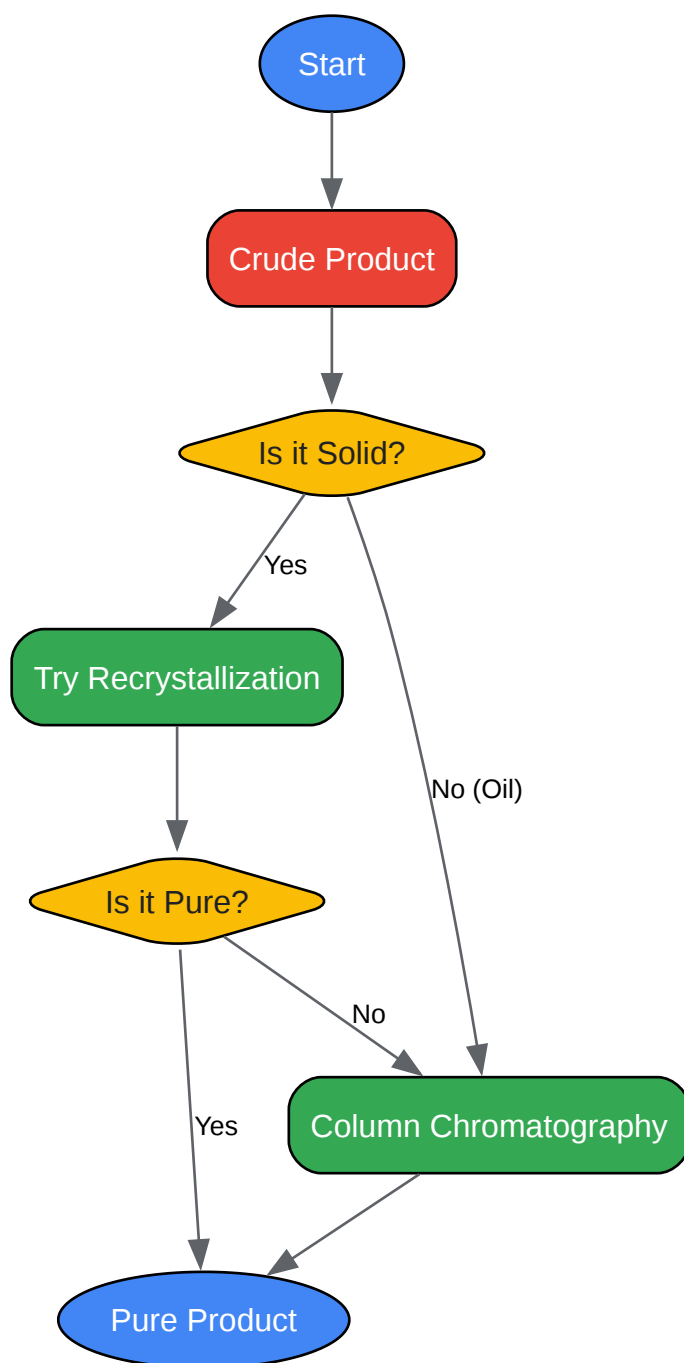 Start
Crude Product
Is it Solid?
Yes
Try Recrystallization
No (Oil)
Is it Pure?
No
Yes
Column Chromatography
Pure Product